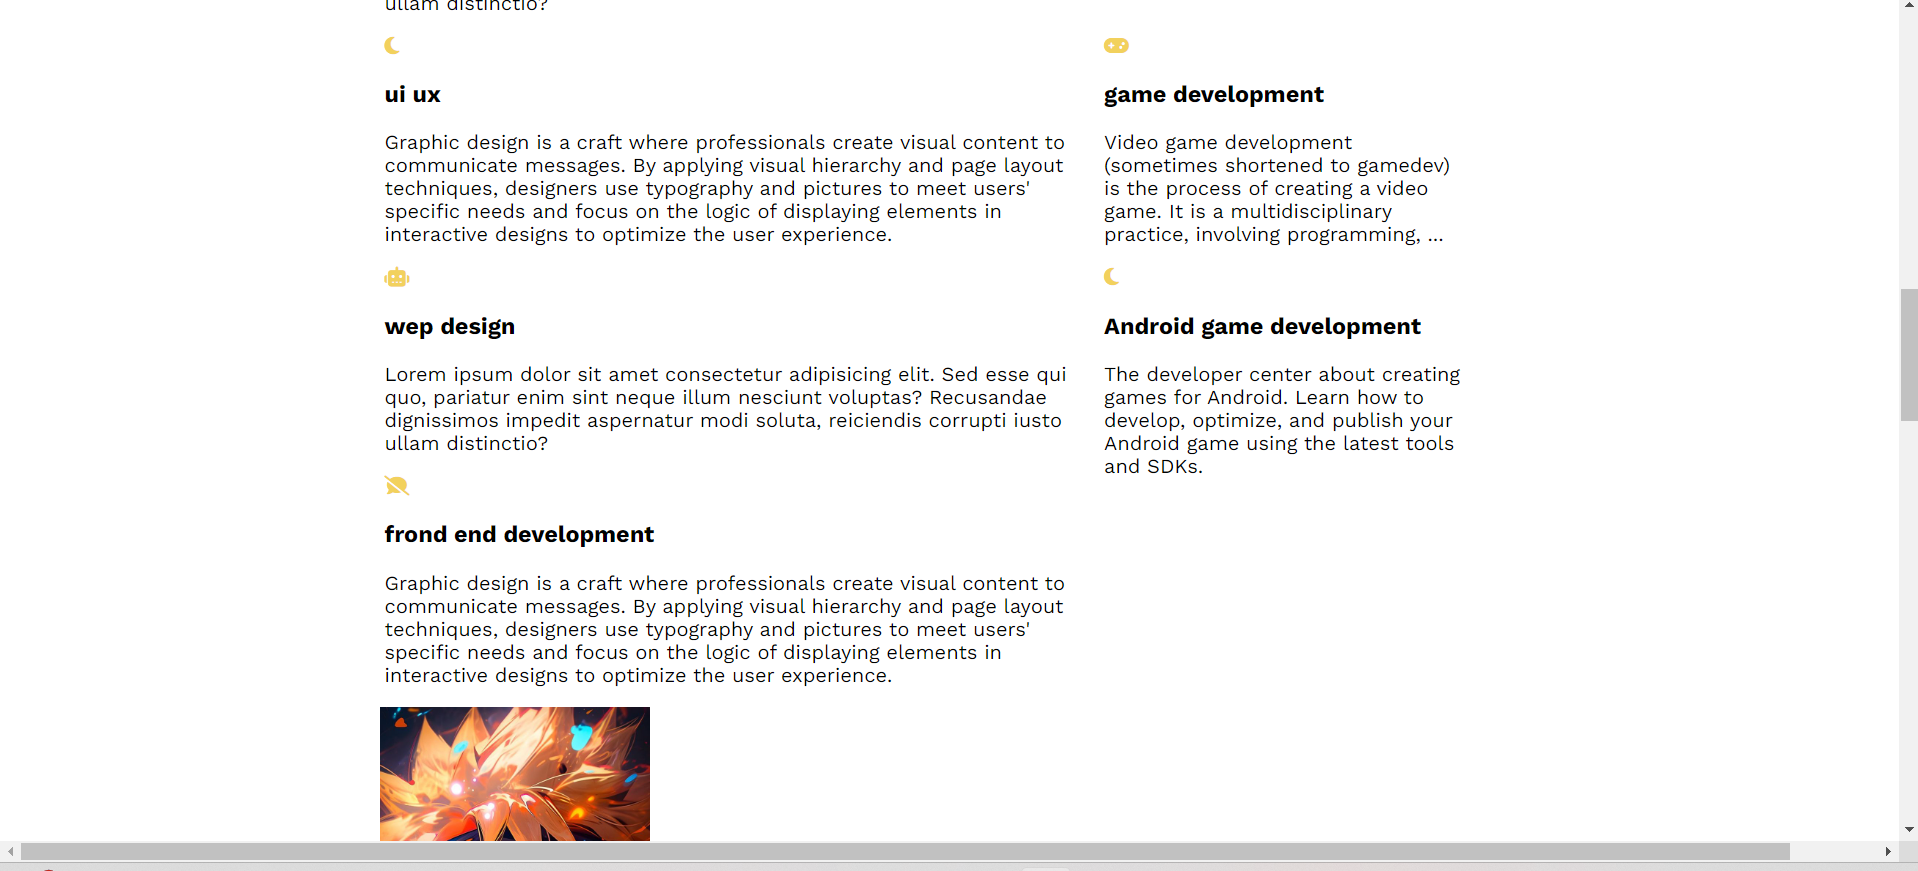 ullam distinctio?
ui ux
Graphic design is a craft where professionals create visual content to
communicate messages. By applying visual hierarchy and page layout
techniques, designers use typography and pictures to meet users'
specific needs and focus on the logic of displaying elements in
interactive designs to optimize the user experience.
game development
Video game development
(sometimes shortened to gamedev)
is the process of creating a video
game. It is a multidisciplinary
practice, involving programming, ...
wep design
Lorem ipsum dolor sit amet consectetur adipisicing elit. Sed esse qui
quo, pariatur enim sint neque illum nesciunt voluptas? Recusandae
dignissimos impedit aspernatur modi soluta, reiciendis corrupti iusto
ullam distinctio?
Android game development
The developer center about creating
games for Android. Learn how to
develop, optimize, and publish your
Android game using the latest tools
and SDKs.
frond end development
Graphic design is a craft where professionals create visual content to
communicate messages. By applying visual hierarchy and page layout
techniques, designers use typography and pictures to meet users'
specific needs and focus on the logic of displaying elements in
interactive designs to optimize the user experience.